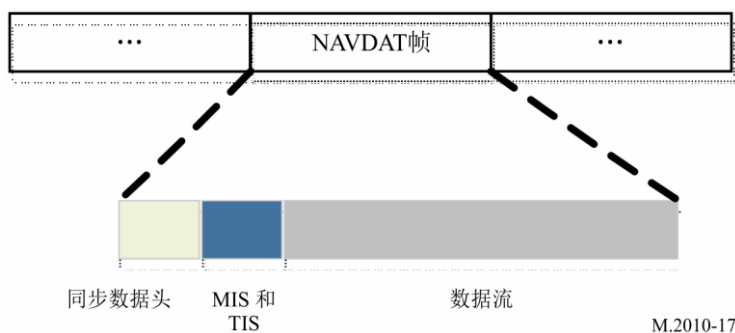 … NAVDAT帧 …
同步数据头 MIS 和 数据流
TIS
M.2010-17